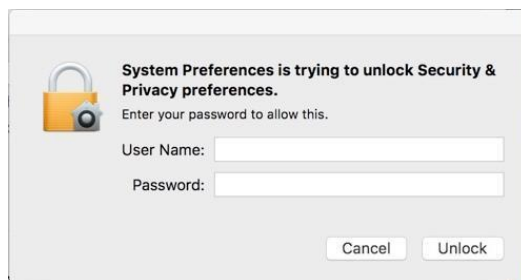 System Preferences is trying to unlock Security &
Privacy preferences.
Enter your password to allow this.
User Name:
Password:
Cancel Unlock